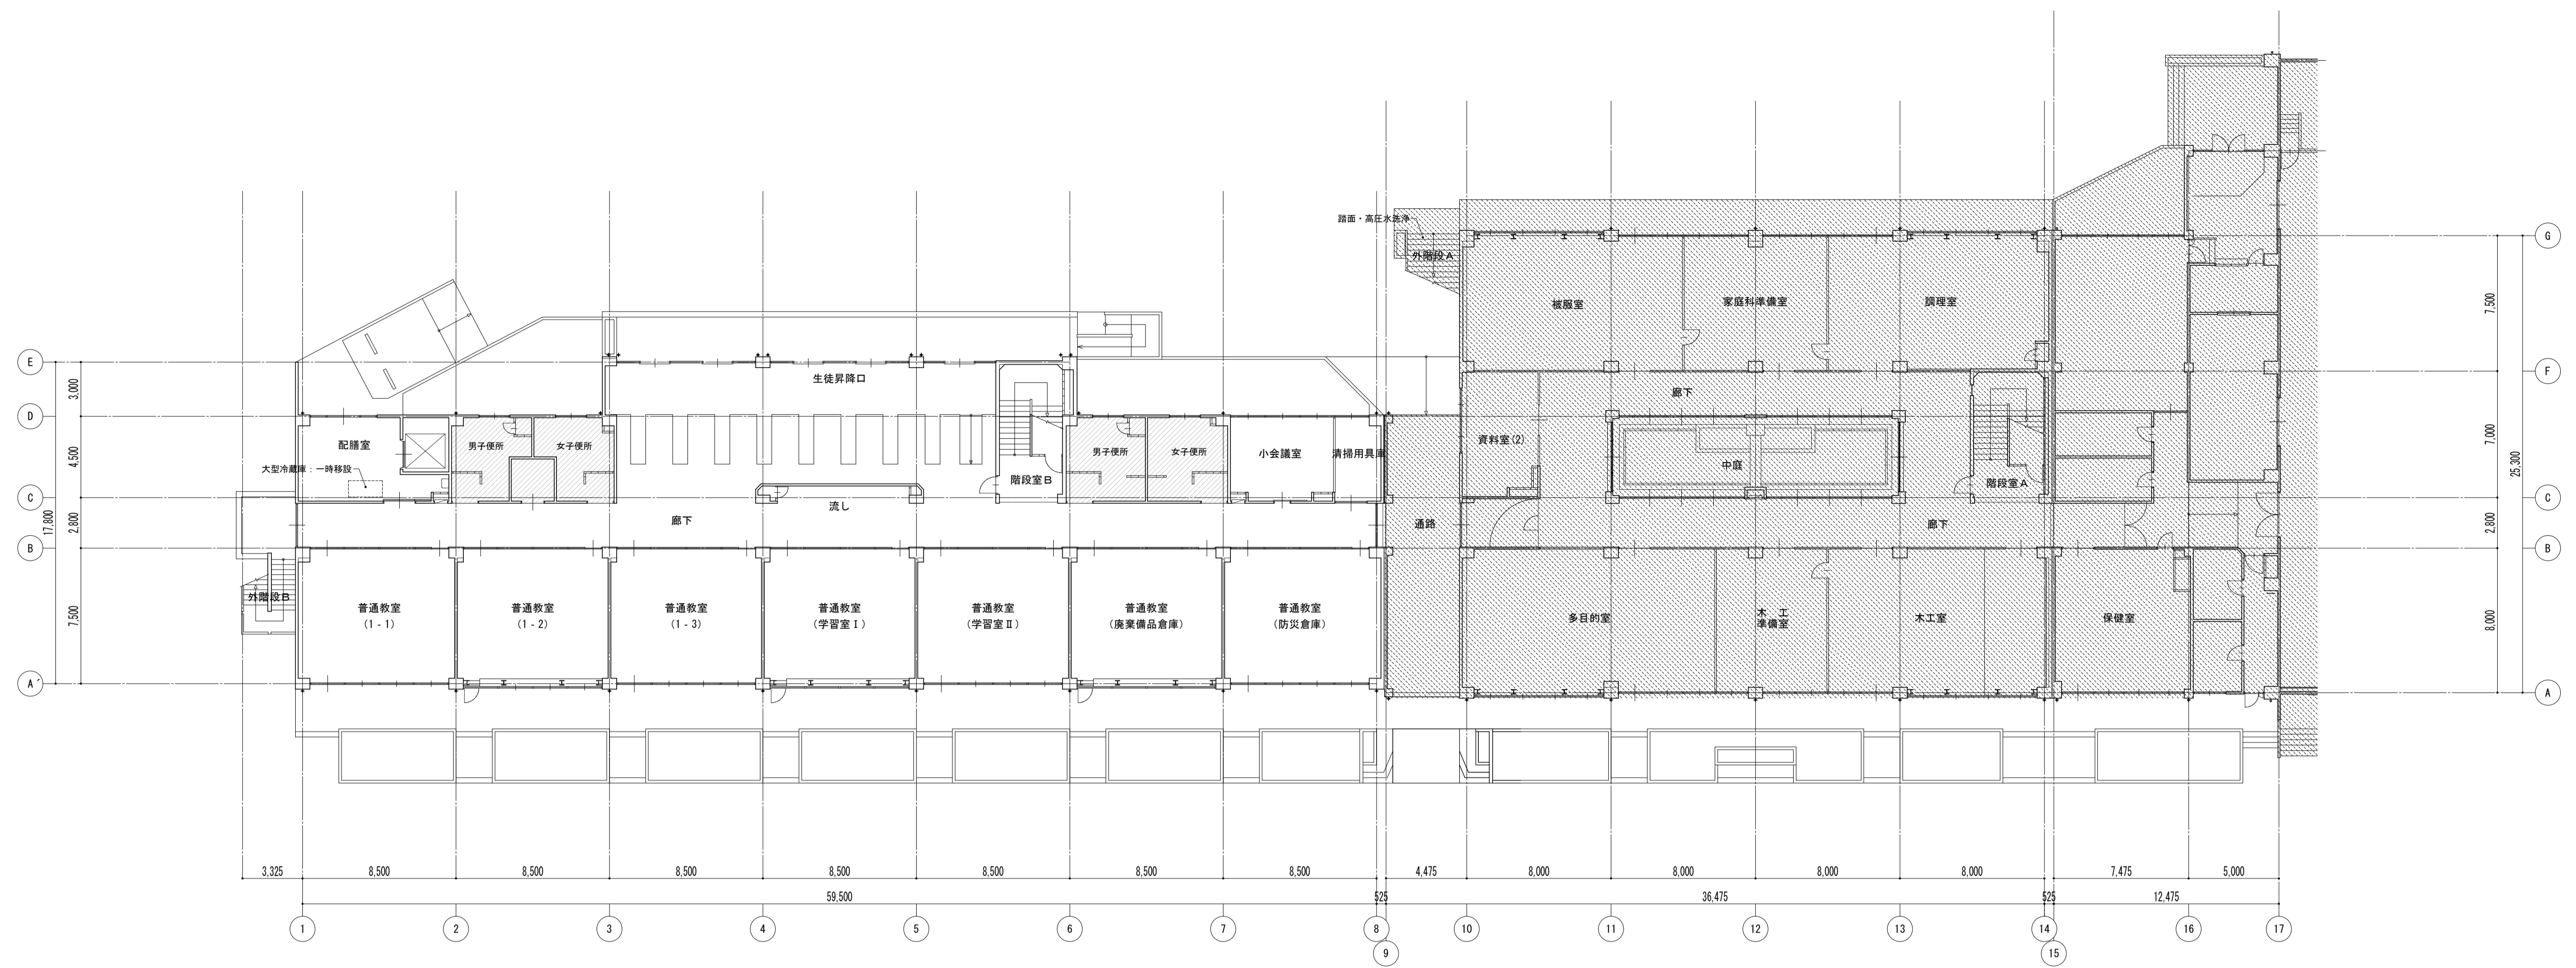 踏面・高圧水洗浄
外階段A
被服室
家庭科準備室
調理室
生徒昇降口
廊下
配膳室
大型冷蔵庫：一時移設
男子便所
女子便所
階段室B
男子便所
女子便所
小会議室
清掃用具庫
資料室(2)
中庭
階段室A
流し
廊下
通路
廊下
外階段B
普通教室
(1-1)
普通教室
(1-2)
普通教室
(1-3)
普通教室
(学習室Ⅰ)
普通教室
(学習室Ⅱ)
普通教室
(廃棄備品倉庫)
普通教室
(防災倉庫)
多目的室
木　工
準備室
木工室
保健室
E
D
C
B
A´
3,000
4,500
2,800
7,500
17,800
G
F
C
B
A
7,500
7,000
2,800
8,000
25,300
3,325
8,500
8,500
8,500
8,500
8,500
8,500
8,500
4,475
8,000
8,000
8,000
8,000
7,475
5,000
59,500
525
36,475
525
12,475
1
2
3
4
5
6
7
8
9
10
11
12
13
14
15
16
17